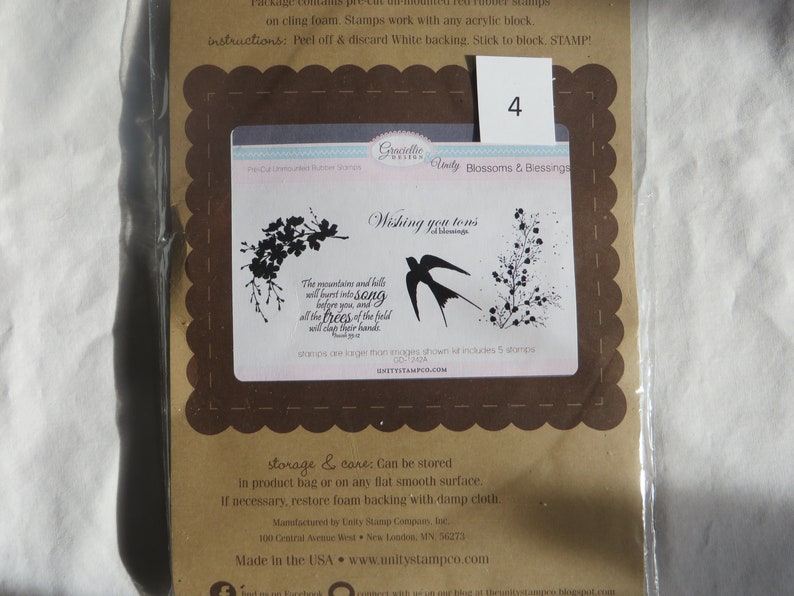 Package contains pre-cut un-mounted red rubber stamps
on cling foam. Stamps work with any acrylic block.
instructions: Peel off & discard White backing. Stick to block, STAMP!
4
Graciellie
DESIGN
by Unity
Pre-Cut Unmounted Rubber Stamps
Blossoms & Blessings
Wishing you tons
of blessings.
The mountains and hills
will burst into song
before you, and
all the trees of the field
will clap their hands.
Isaiah 55:12
stamps are larger than images shown kit includes 5 stamps
GD-1242A
UNITYSTAMPCO.COM
storage & care: Can be stored
in product bag or on any flat smooth surface.
If necessary, restore foam backing with damp cloth.
Manufactured by Unity Stamp Company, Inc.
100 Central Avenue West • New London, MN. 56273
Made in the USA • www.unitystampco.com
find us on Facebook
connect with us on our blog at theunitystampco.blogspot.com